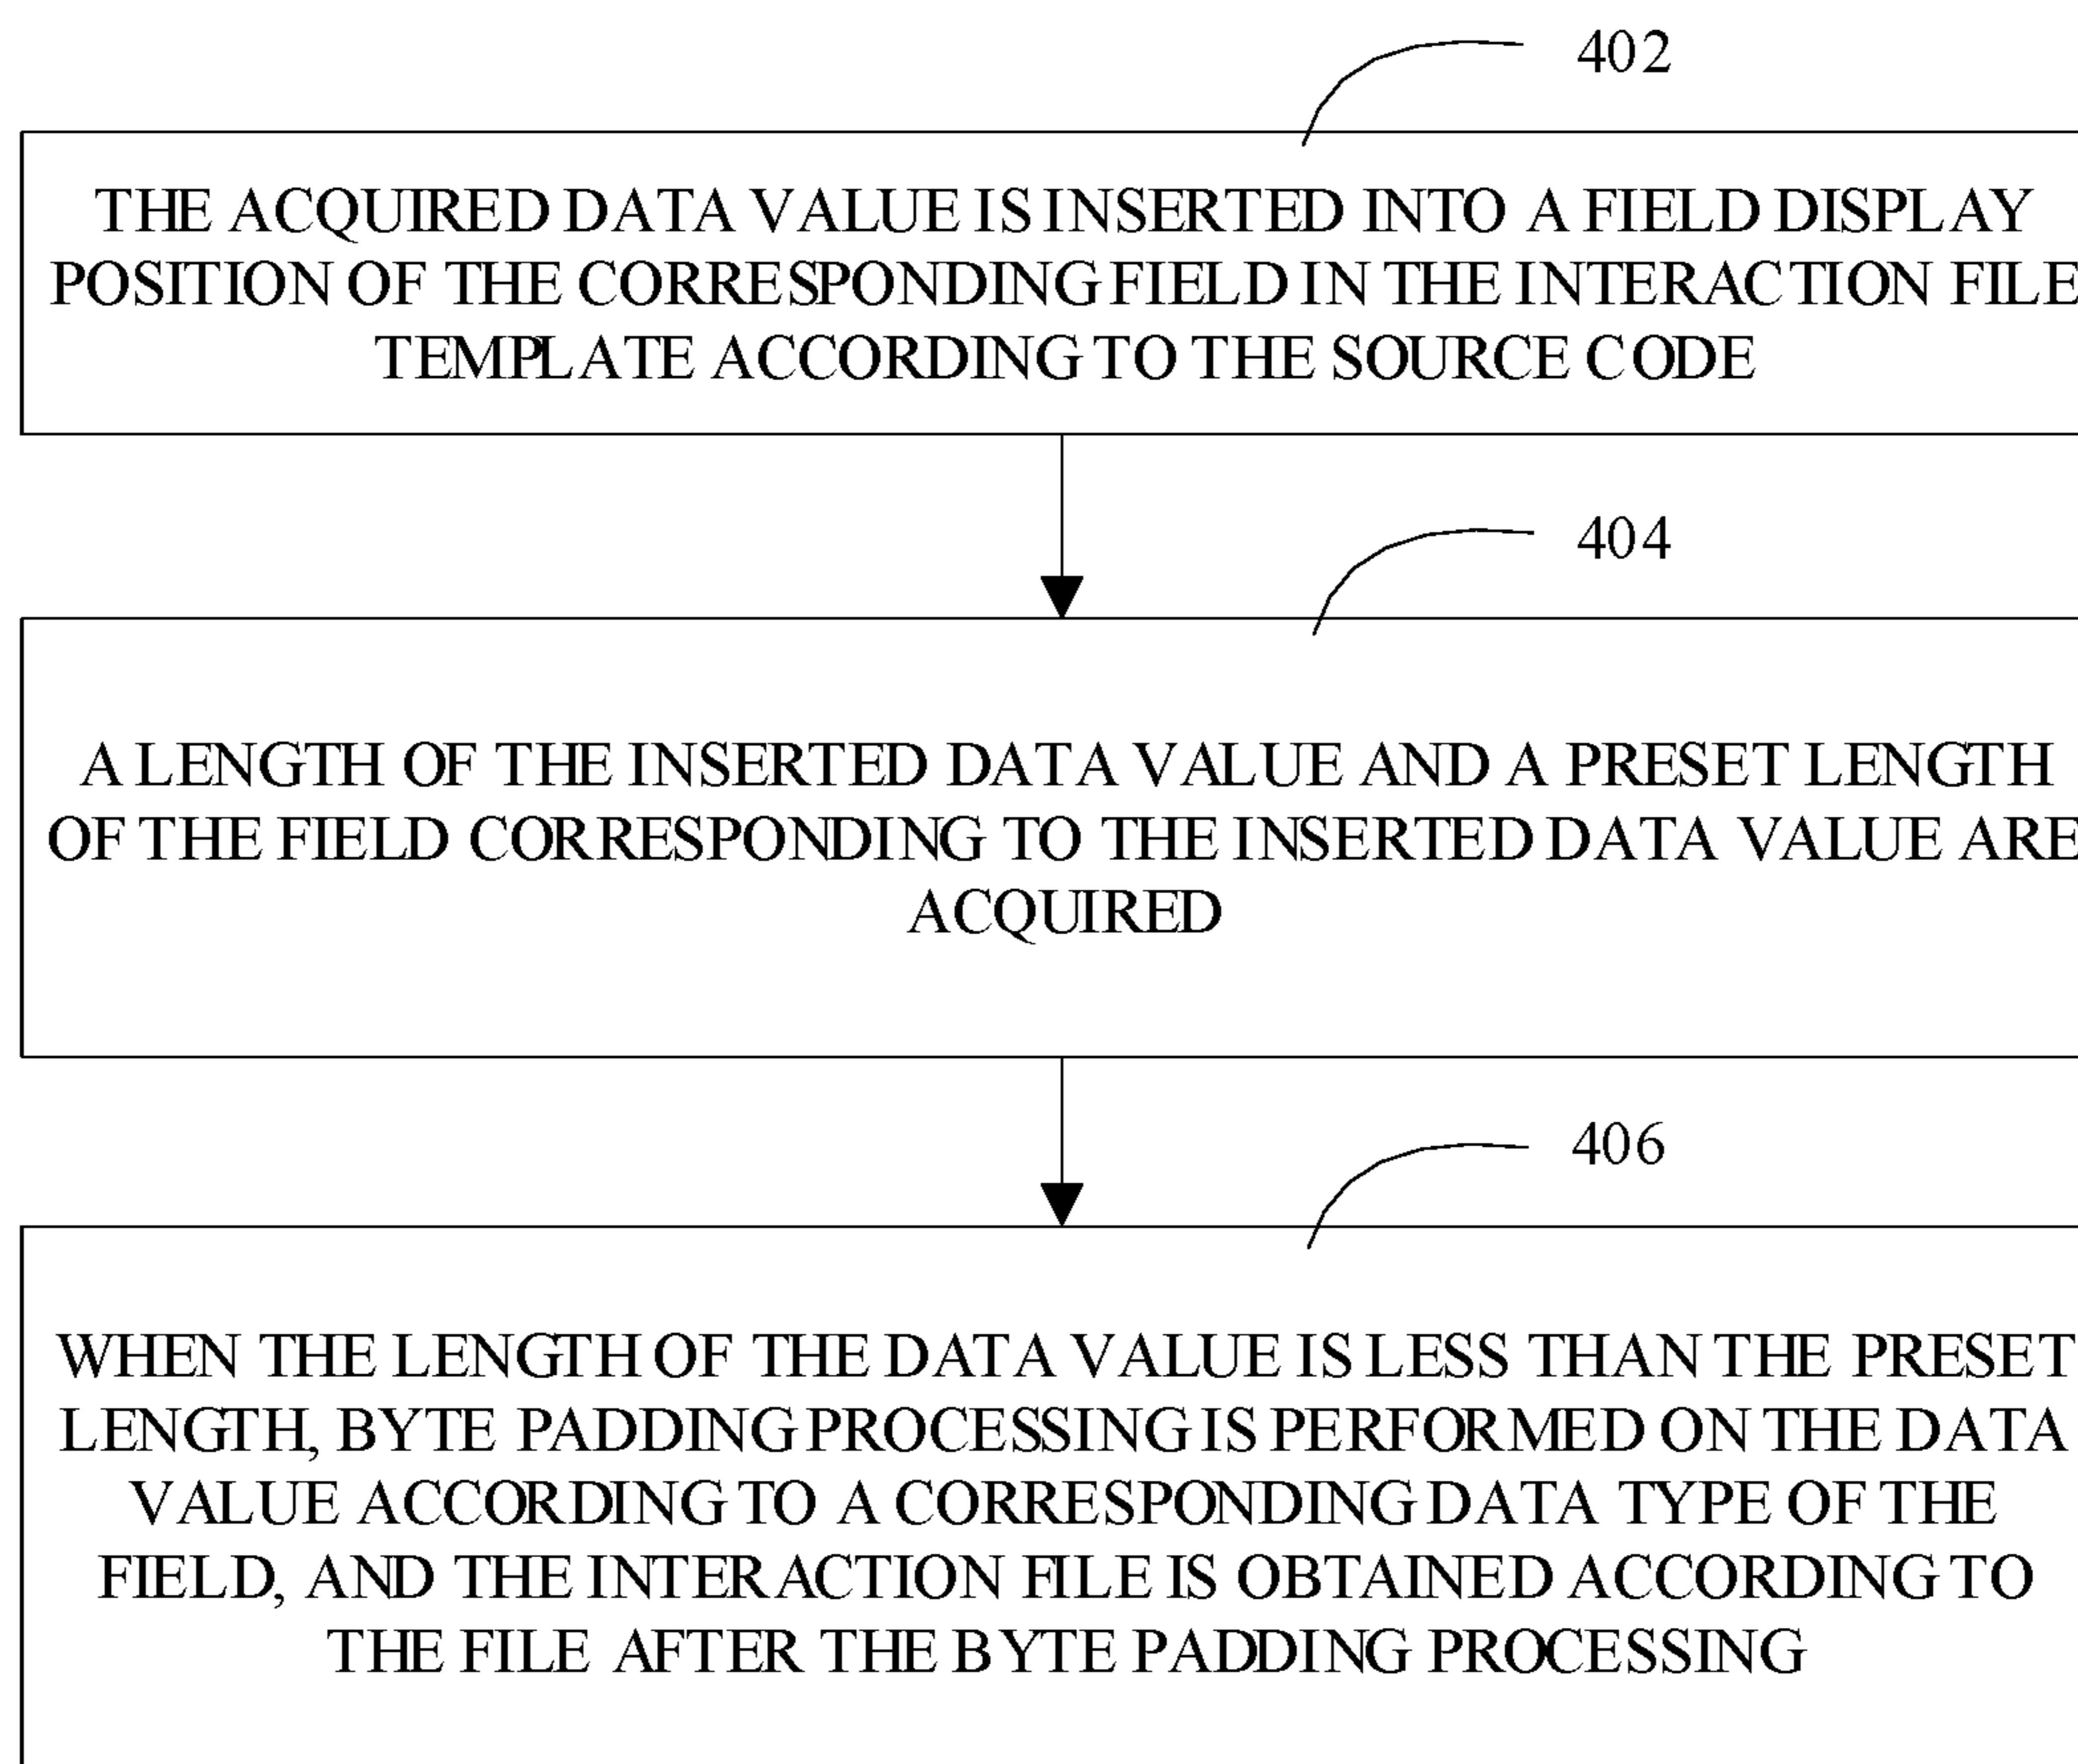 402
THE ACQUIRED DATA VALUE IS INSERTED INTO A FIELD DISPLAY
POSITION OF THE CORRESPONDING FIELD IN THE INTERACTION FILE
TEMPLATE ACCORDING TO THE SOURCE CODE
404
A LENGTH OF THE INSERTED DATA VALUE AND A PRESET LENGTH
OF THE FIELD CORRESPONDING TO THE INSERTED DATA VALUE ARE
ACQUIRED
406
WHEN THE LENGTH OF THE DATA VALUE IS LESS THAN THE PRESET
LENGTH, BYTE PADDING PROCESSING IS PERFORMED ON THE DATA
VALUE ACCORDING TO A CORRESPONDING DATA TYPE OF THE
FIELD, AND THE INTERACTION FILE IS OBTAINED ACCORDING TO
THE FILE AFTER THE BYTE PADDING PROCESSING